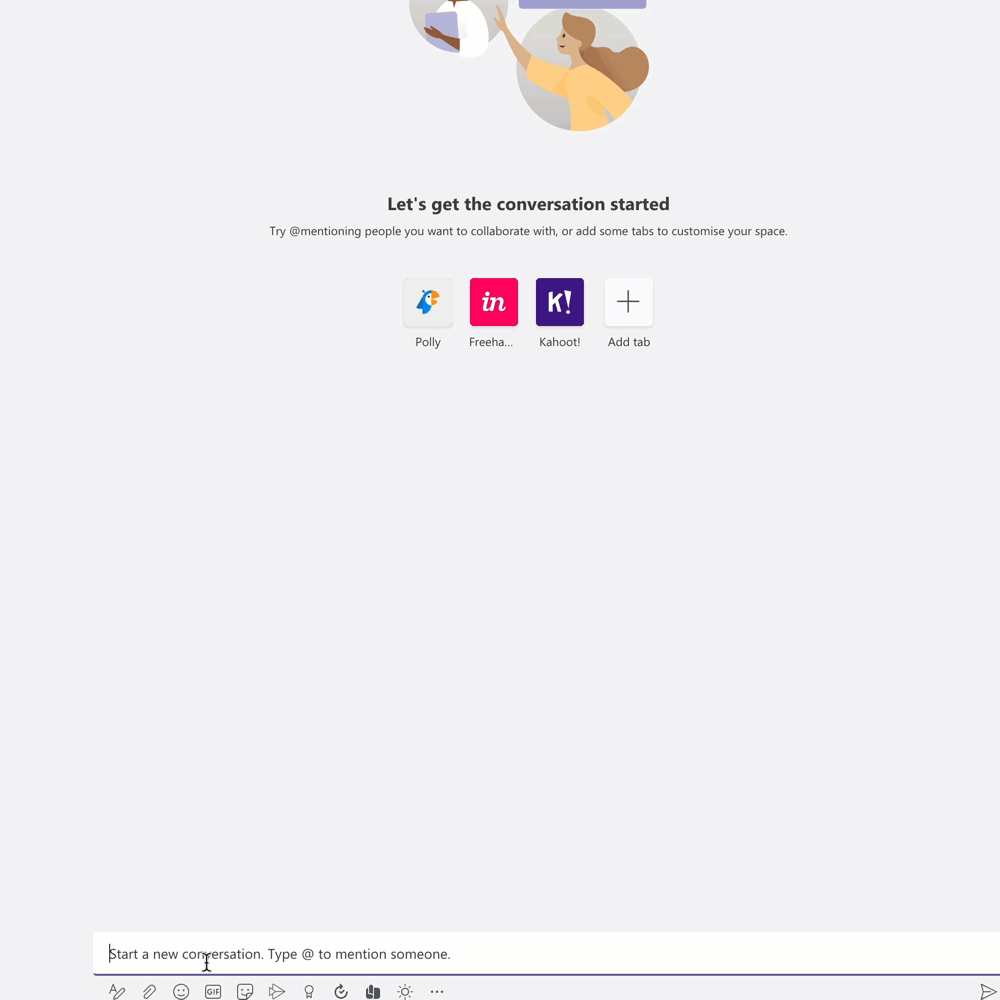 Let's get the conversation started
Try @mentioning people you want to collaborate with, or add some tabs to customise your space.
in
K!
Polly
Freeha...
Kahoot!
Add tab
Start a new conversation. Type @ to mention someone.
GIF